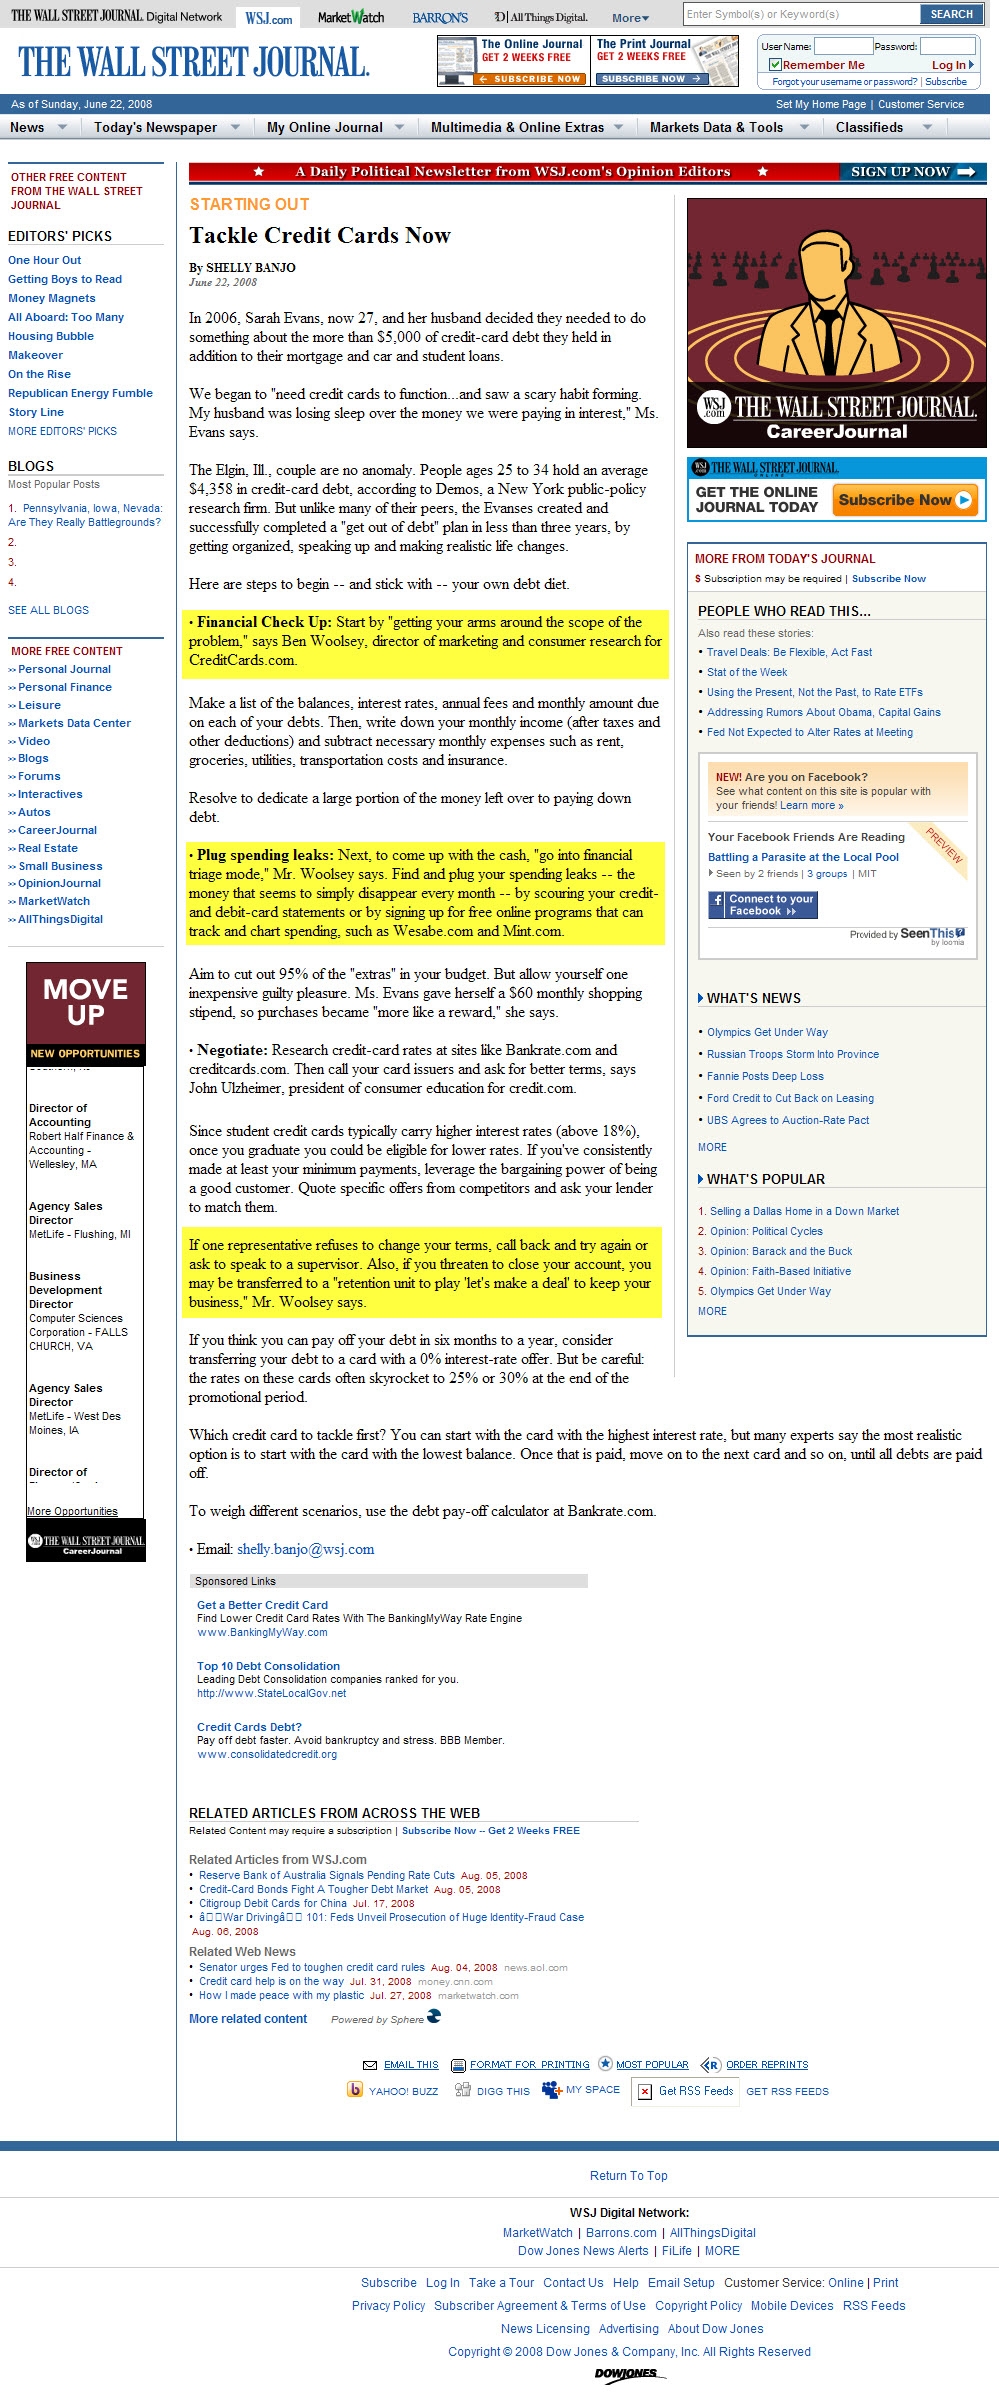 THE WALL STREET JOURNAL Digital Network WSJ.com MarketWatch BARRON'S D| All Things Digital. More
Enter Symbol(s) or Keyword(s) SEARCH
THE WALL STREET JOURNAL.
The Online Journal
GET 2 WEEKS FREE
SUBSCRIBE NOW
The Print Journal
GET 2 WEEKS FREE
SUBSCRIBE NOW
User Name: Password:
Remember Me Log In
Forgot your username or password? | Subscribe
As of Sunday, June 22, 2008
Set My Home Page | Customer Service
News Today's Newspaper My Online Journal Multimedia & Online Extras Markets Data & Tools Classifieds
OTHER FREE CONTENT
FROM THE WALL STREET
JOURNAL
EDITORS' PICKS
One Hour Out
Getting Boys to Read
Money Magnets
All Aboard: Too Many
Housing Bubble
Makeover
On the Rise
Republican Energy Fumble
Story Line
MORE EDITORS' PICKS
BLOGS
Most Popular Posts
1. Pennsylvania, Iowa, Nevada:
Are They Really Battlegrounds?
2.
3.
4.
SEE ALL BLOGS
MORE FREE CONTENT
>> Personal Journal
>> Personal Finance
>> Leisure
>> Markets Data Center
>> Video
>> Blogs
>> Forums
>> Interactives
>> Autos
>> CareerJournal
>> Real Estate
>> Small Business
>> OpinionJournal
>> MarketWatch
>> AllThingsDigital
MOVE
UP
NEW OPPORTUNITIES
Director of
Accounting
Robert Half Finance &
Accounting -
Wellesley, MA
Agency Sales
Director
MetLife - Flushing, MI
Business
Development
Director
Computer Sciences
Corporation - FALLS
CHURCH, VA
Agency Sales
Director
MetLife - West Des
Moines, IA
Director of
More Opportunities
WSJ.com THE WALL STREET JOURNAL.
CareerJournal
A Daily Political Newsletter from WSJ.com's Opinion Editors SIGN UP NOW
STARTING OUT
Tackle Credit Cards Now
By SHELLY BANJO
June 22, 2008
In 2006, Sarah Evans, now 27, and her husband decided they needed to do
something about the more than $5,000 of credit-card debt they held in
addition to their mortgage and car and student loans.
We began to "need credit cards to function...and saw a scary habit forming.
My husband was losing sleep over the money we were paying in interest," Ms.
Evans says.
The Elgin, Ill., couple are no anomaly. People ages 25 to 34 hold an average
$4,358 in credit-card debt, according to Demos, a New York public-policy
research firm. But unlike many of their peers, the Evanses created and
successfully completed a "get out of debt" plan in less than three years, by
getting organized, speaking up and making realistic life changes.
Here are steps to begin -- and stick with -- your own debt diet.
• Financial Check Up: Start by "getting your arms around the scope of the
problem," says Ben Woolsey, director of marketing and consumer research for
CreditCards.com.
Make a list of the balances, interest rates, annual fees and monthly amount due
on each of your debts. Then, write down your monthly income (after taxes and
other deductions) and subtract necessary monthly expenses such as rent,
groceries, utilities, transportation costs and insurance.
Resolve to dedicate a large portion of the money left over to paying down
debt.
• Plug spending leaks: Next, to come up with the cash, "go into financial
triage mode," Mr. Woolsey says. Find and plug your spending leaks -- the
money that seems to simply disappear every month -- by scouring your credit-
and debit-card statements or by signing up for free online programs that can
track and chart spending, such as Wesabe.com and Mint.com.
Aim to cut out 95% of the "extras" in your budget. But allow yourself one
inexpensive guilty pleasure. Ms. Evans gave herself a $60 monthly shopping
stipend, so purchases became "more like a reward," she says.
• Negotiate: Research credit-card rates at sites like Bankrate.com and
creditcards.com. Then call your card issuers and ask for better terms, says
John Ulzheimer, president of consumer education for credit.com.
Since student credit cards typically carry higher interest rates (above 18%),
once you graduate you could be eligible for lower rates. If you've consistently
made at least your minimum payments, leverage the bargaining power of being
a good customer. Quote specific offers from competitors and ask your lender
to match them.
If one representative refuses to change your terms, call back and try again or
ask to speak to a supervisor. Also, if you threaten to close your account, you
may be transferred to a "retention unit to play 'let's make a deal' to keep your
business," Mr. Woolsey says.
If you think you can pay off your debt in six months to a year, consider
transferring your debt to a card with a 0% interest-rate offer. But be careful:
the rates on these cards often skyrocket to 25% or 30% at the end of the
promotional period.
Which credit card to tackle first? You can start with the card with the highest interest rate, but many experts say the most realistic
option is to start with the card with the lowest balance. Once that is paid, move on to the next card and so on, until all debts are paid
off.
To weigh different scenarios, use the debt pay-off calculator at Bankrate.com.
• Email: shelly.banjo@wsj.com
Sponsored Links
Get a Better Credit Card
Find Lower Credit Card Rates With The BankingMyWay Rate Engine
www.BankingMyWay.com
Top 10 Debt Consolidation
Leading Debt Consolidation companies ranked for you.
http://www.StateLocalGov.net
Credit Cards Debt?
Pay off debt faster. Avoid bankruptcy and stress. BBB Member.
www.consolidatedcredit.org
RELATED ARTICLES FROM ACROSS THE WEB
Related Content may require a subscription | Subscribe Now -- Get 2 Weeks FREE
Related Articles from WSJ.com
• Reserve Bank of Australia Signals Pending Rate Cuts Aug. 05, 2008
• Credit-Card Bonds Fight A Tougher Debt Market Aug. 05, 2008
• Citigroup Debit Cards for China Jul. 17, 2008
• â□□War Drivingâ□□ 101: Feds Unveil Prosecution of Huge Identity-Fraud Case
Aug. 06, 2008
Related Web News
• Senator urges Fed to toughen credit card rules Aug. 04, 2008 news.aol.com
• Credit card help is on the way Jul. 31, 2008 money.cnn.com
• How I made peace with my plastic Jul. 27, 2008 marketwatch.com
More related content Powered by Sphere
EMAIL THIS FORMAT FOR PRINTING MOST POPULAR ORDER REPRINTS
YAHOO! BUZZ DIGG THIS MY SPACE Get RSS Feeds GET RSS FEEDS
WSJ.com THE WALL STREET JOURNAL.
CareerJournal
WSJ.com THE WALL STREET JOURNAL.
ONLINE
GET THE ONLINE
JOURNAL TODAY
Subscribe Now
MORE FROM TODAY'S JOURNAL
$ Subscription may be required | Subscribe Now
PEOPLE WHO READ THIS...
Also read these stories:
• Travel Deals: Be Flexible, Act Fast
• Stat of the Week
• Using the Present, Not the Past, to Rate ETFs
• Addressing Rumors About Obama, Capital Gains
• Fed Not Expected to Alter Rates at Meeting
NEW! Are you on Facebook?
See what content on this site is popular with
your friends! Learn more »
PREVIEW
Your Facebook Friends Are Reading
Battling a Parasite at the Local Pool
Seen by 2 friends | 3 groups | MIT
Connect to your
Facebook
Provided by SeenThis?
by loomia
WHAT'S NEWS
• Olympics Get Under Way
• Russian Troops Storm Into Province
• Fannie Posts Deep Loss
• Ford Credit to Cut Back on Leasing
• UBS Agrees to Auction-Rate Pact
MORE
WHAT'S POPULAR
1. Selling a Dallas Home in a Down Market
2. Opinion: Political Cycles
3. Opinion: Barack and the Buck
4. Opinion: Faith-Based Initiative
5. Olympics Get Under Way
MORE
Return To Top
WSJ Digital Network:
MarketWatch | Barrons.com | AllThingsDigital
Dow Jones News Alerts | FiLife | MORE
Subscribe Log In Take a Tour Contact Us Help Email Setup Customer Service: Online | Print
Privacy Policy Subscriber Agreement & Terms of Use Copyright Policy Mobile Devices RSS Feeds
News Licensing Advertising About Dow Jones
Copyright © 2008 Dow Jones & Company, Inc. All Rights Reserved
DOWJONES